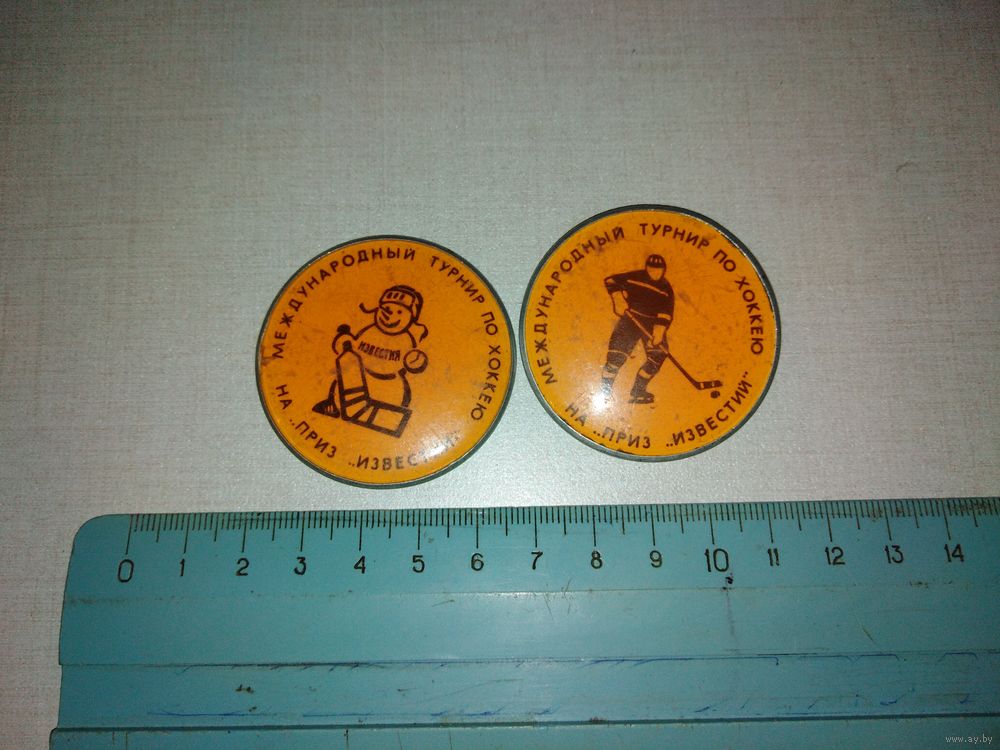 МЕЖДУНАРОДНЫЙ ТУРНИР ПО ХОККЕЮ
НА „ПРИЗ „ИЗВЕСТИЙ"
ИЗВЕСТИЯ
МЕЖДУНАРОДНЫЙ ТУРНИР ПО ХОККЕЮ
НА „ПРИЗ „ИЗВЕСТИЙ"
0 1 2 3 4 5 6 7 8 9 10 11 12 13 14
www.ay.by